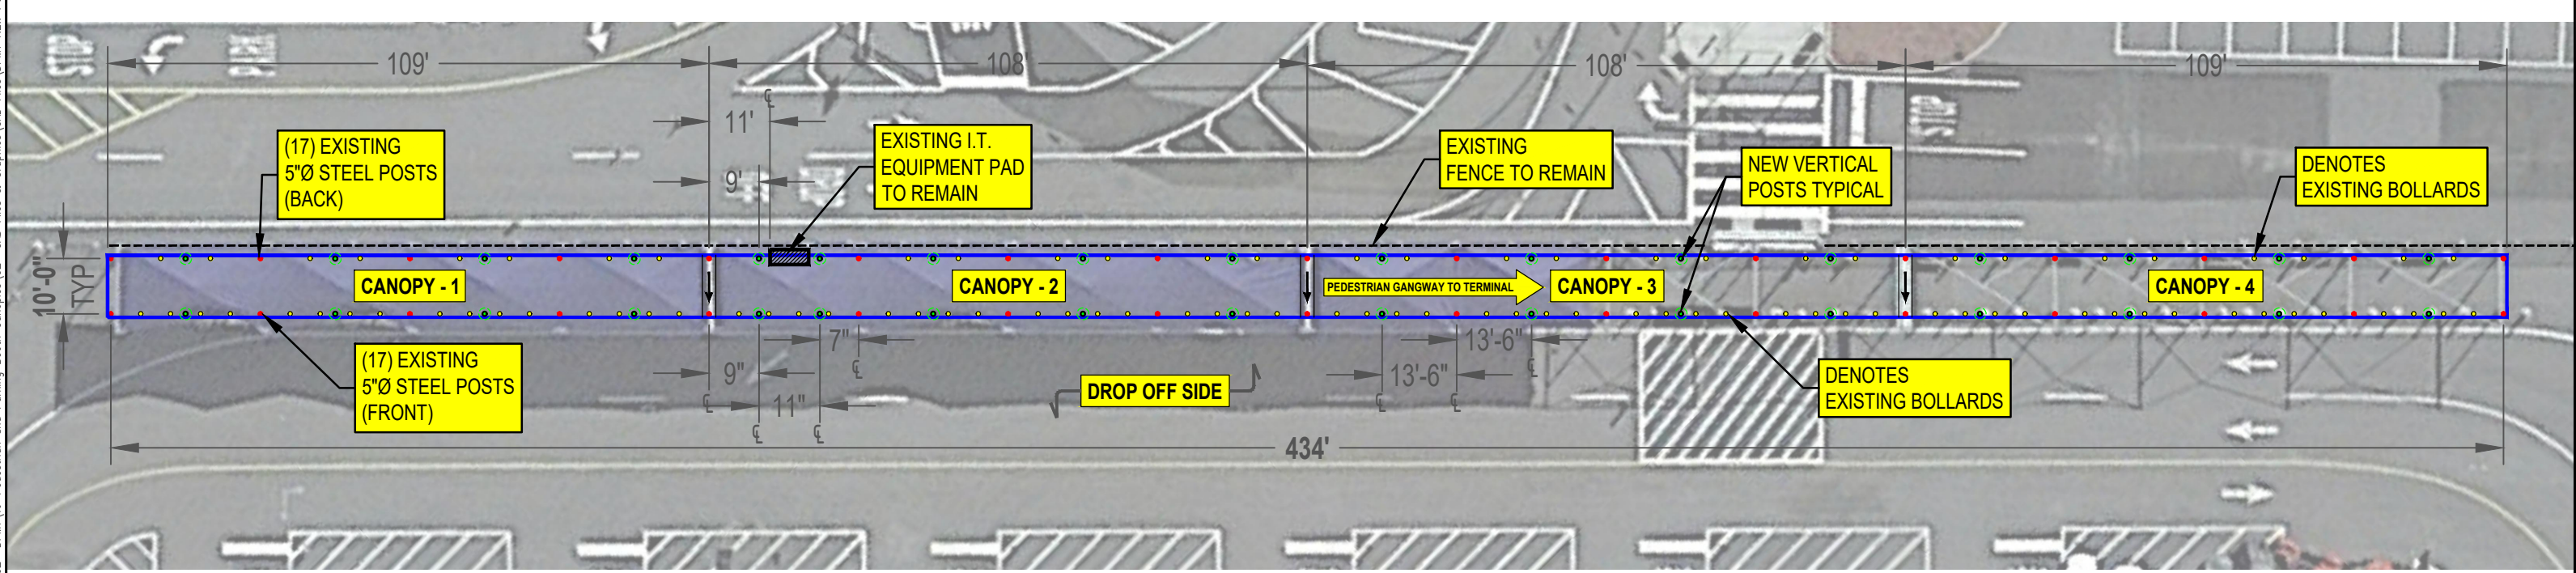 109'
108'
108'
109'
STOP
STOP
11'
9'
(17) EXISTING
5"Ø STEEL POSTS
(BACK)
EXISTING I.T.
EQUIPMENT PAD
TO REMAIN
EXISTING
FENCE TO REMAIN
NEW VERTICAL
POSTS TYPICAL
DENOTES
EXISTING BOLLARDS
10'-0"
TYP
CANOPY - 1
CANOPY - 2
PEDESTRIAN GANGWAY TO TERMINAL
CANOPY - 3
CANOPY - 4
(17) EXISTING
5"Ø STEEL POSTS
(FRONT)
7"
9"
11"
℄
℄
℄
℄
℄
℄
℄
℄
13'-6"
13'-6"
DROP OFF SIDE
DENOTES
EXISTING BOLLARDS
434'